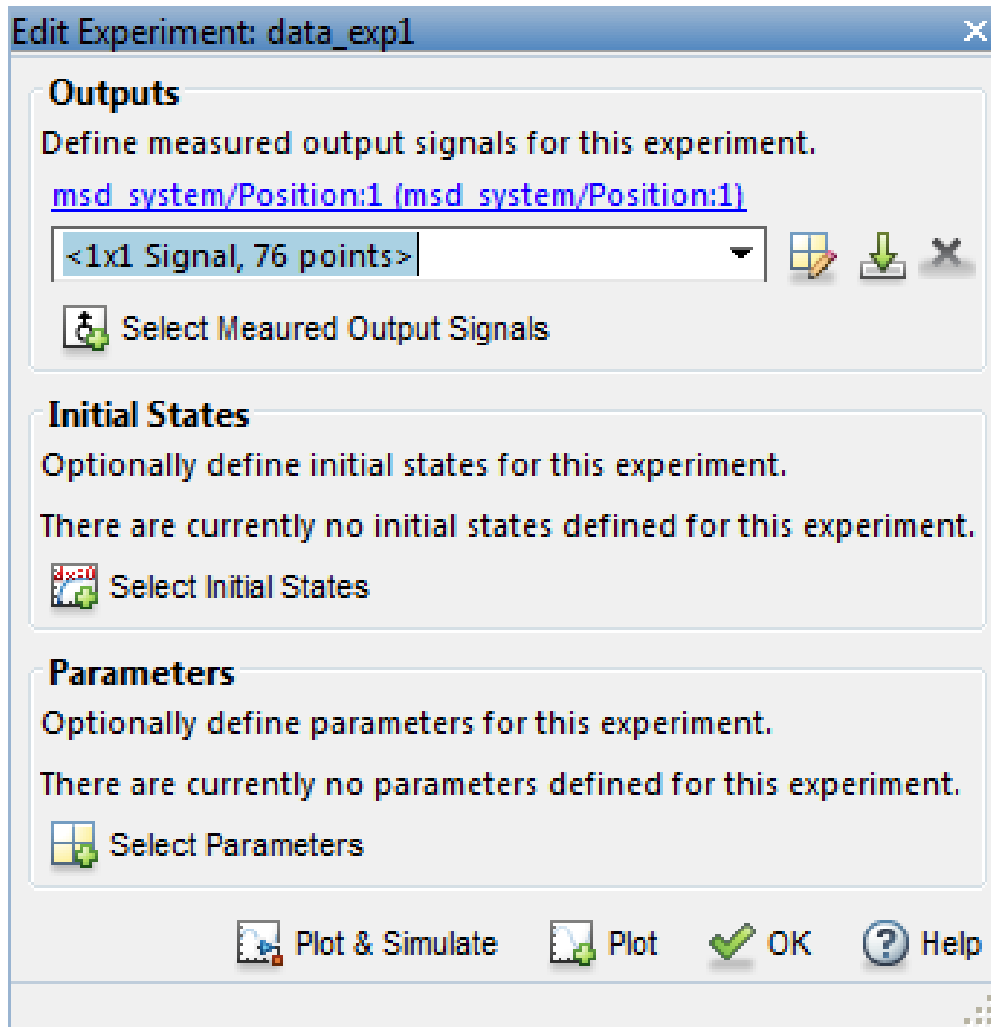 Edit Experiment: data_exp1
Outputs
Define measured output signals for this experiment.
msd_system/Position:1 (msd_system/Position:1)
<1x1 Signal, 76 points>
Select Meaured Output Signals
Initial States
Optionally define initial states for this experiment.
There are currently no initial states defined for this experiment.
dx=0
Select Initial States
Parameters
Optionally define parameters for this experiment.
There are currently no parameters defined for this experiment.
Select Parameters
Plot & Simulate Plot OK Help